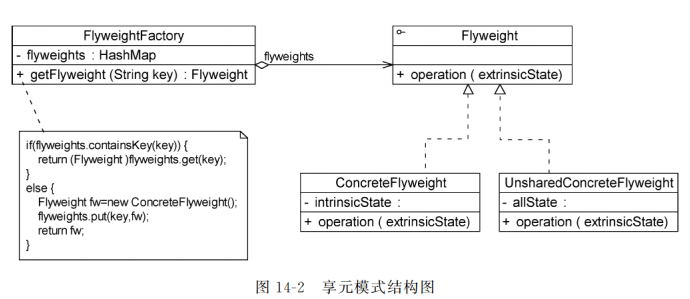 FlyweightFactory
- flyweights : HashMap
+ getFlyweight (String key) : Flyweight
flyweights
Flyweight
+ operation ( extrinsicState)
if(flyweights.containsKey(key)) {
return (Flyweight )flyweights.get(key);
}
else {
Flyweight fw=new ConcreteFlyweight();
flyweights.put(key,fw);
return fw;
}
ConcreteFlyweight
- intrinsicState :
+ operation ( extrinsicState)
UnsharedConcreteFlyweight
- allState :
+ operation ( extrinsicState)
图 14-2 享元模式结构图